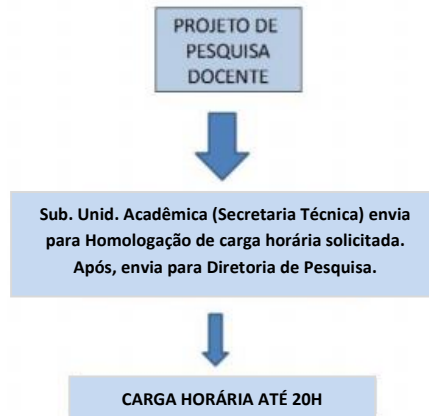 PROJETO DE
PESQUISA
DOCENTE
Sub. Unid. Acadêmica (Secretaria Técnica) envia
para Homologação de carga horária solicitada.
Após, envia para Diretoria de Pesquisa.
CARGA HORÁRIA ATÉ 20H